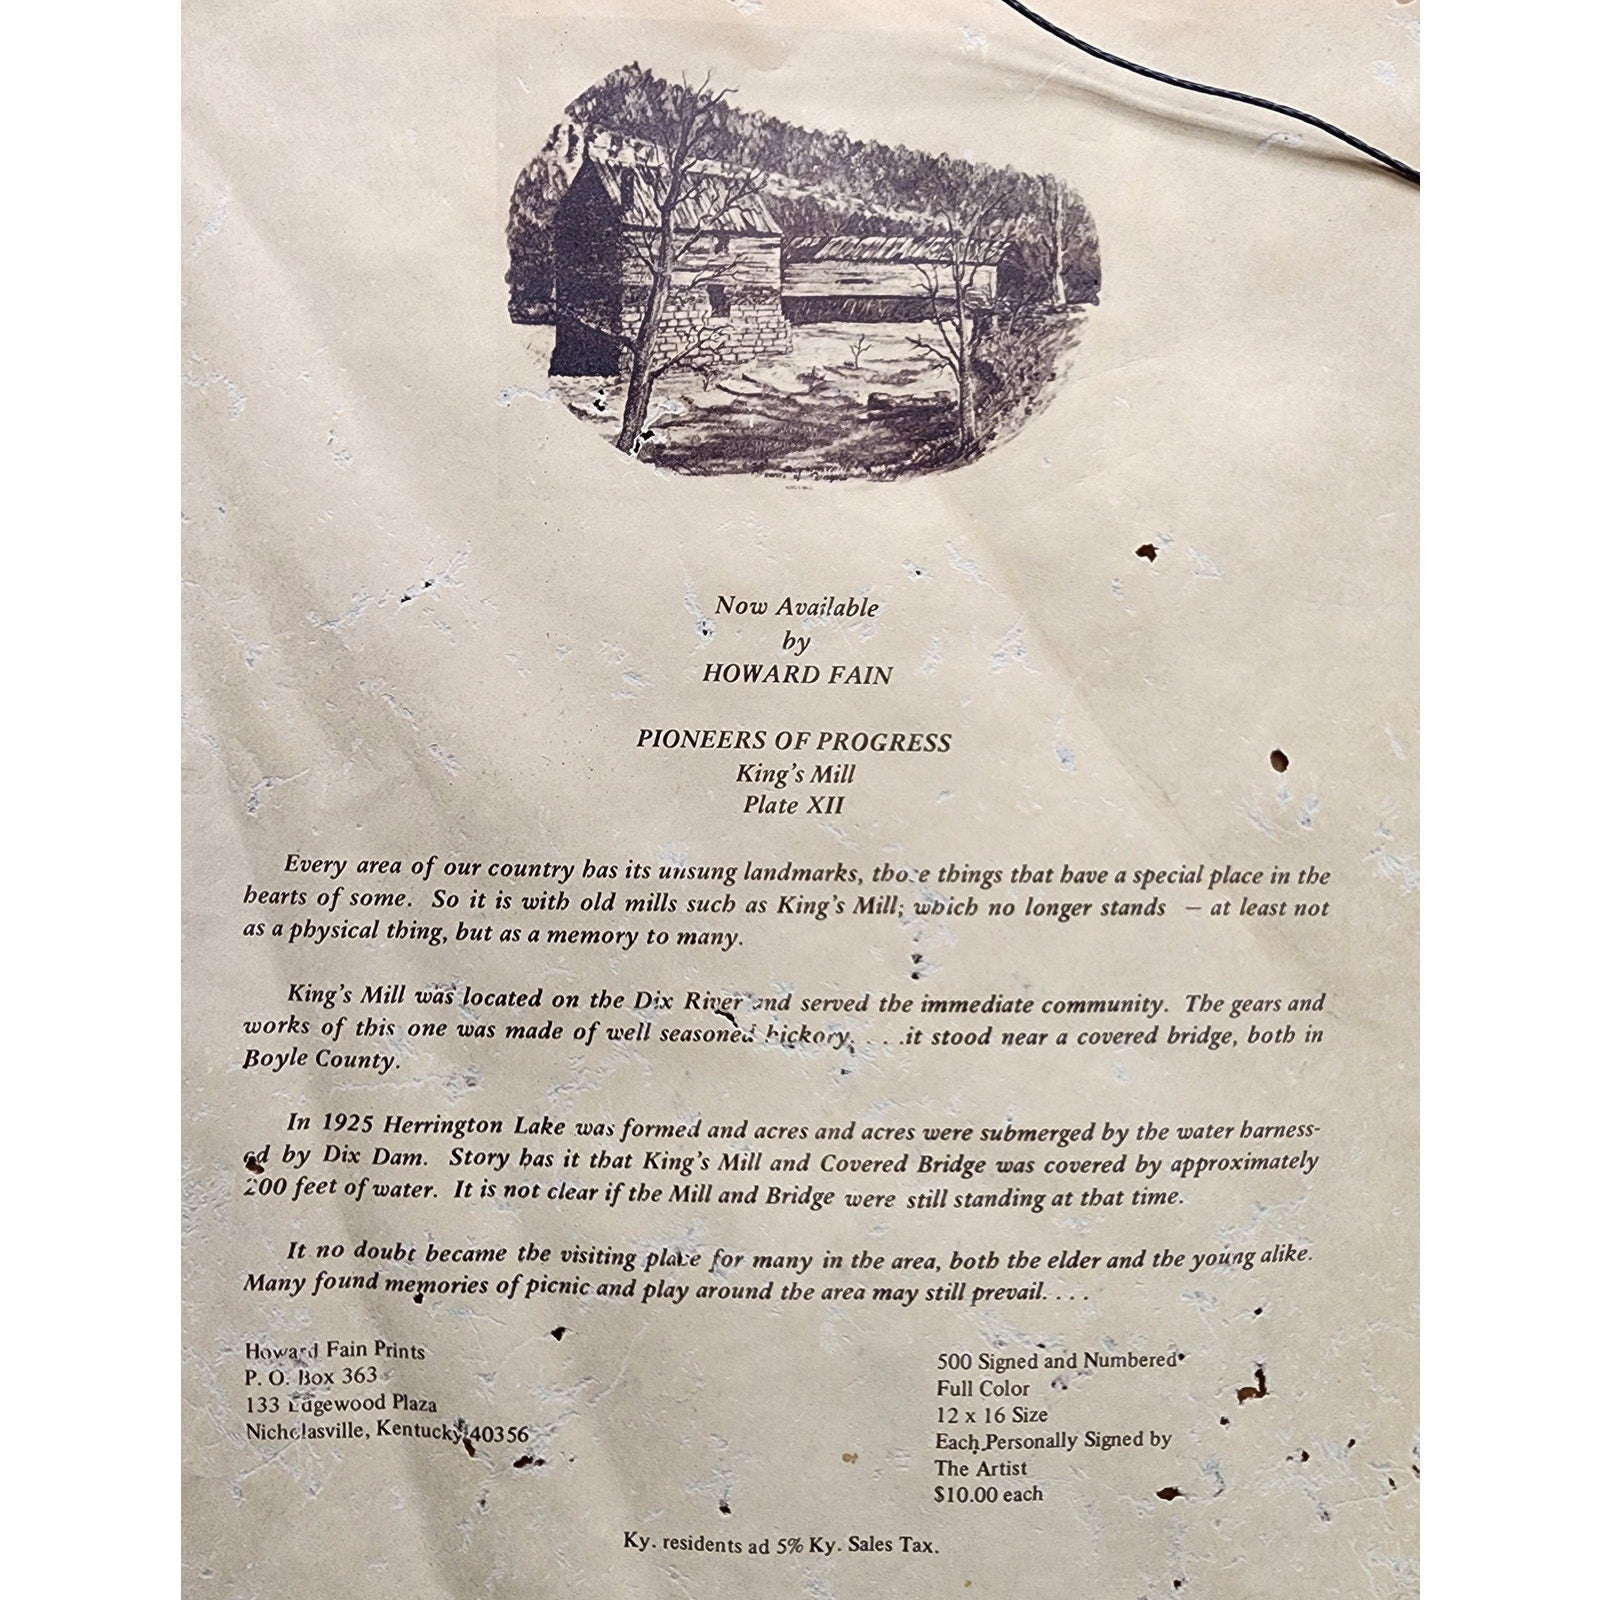 KING'S MILL
Now Available
by
HOWARD FAIN
PIONEERS OF PROGRESS
King's Mill
Plate XII
Every area of our country has its unsung landmarks, those things that have a special place in the
hearts of some. So it is with old mills such as King's Mill; which no longer stands — at least not
as a physical thing, but as a memory to many.
King's Mill was located on the Dix River and served the immediate community. The gears and
works of this one was made of well seasoned hickory. . . .it stood near a covered bridge, both in
Boyle County.
In 1925 Herrington Lake was formed and acres and acres were submerged by the water harness-
ed by Dix Dam. Story has it that King's Mill and Covered Bridge was covered by approximately
200 feet of water. It is not clear if the Mill and Bridge were still standing at that time.
It no doubt became the visiting place for many in the area, both the elder and the young alike.
Many found memories of picnic and play around the area may still prevail. . . .
Howard Fain Prints
P. O. Box 363
133 Edgewood Plaza
Nicholasville, Kentucky 40356
500 Signed and Numbered
Full Color
12 x 16 Size
Each Personally Signed by
The Artist
$10.00 each
Ky. residents ad 5% Ky. Sales Tax.